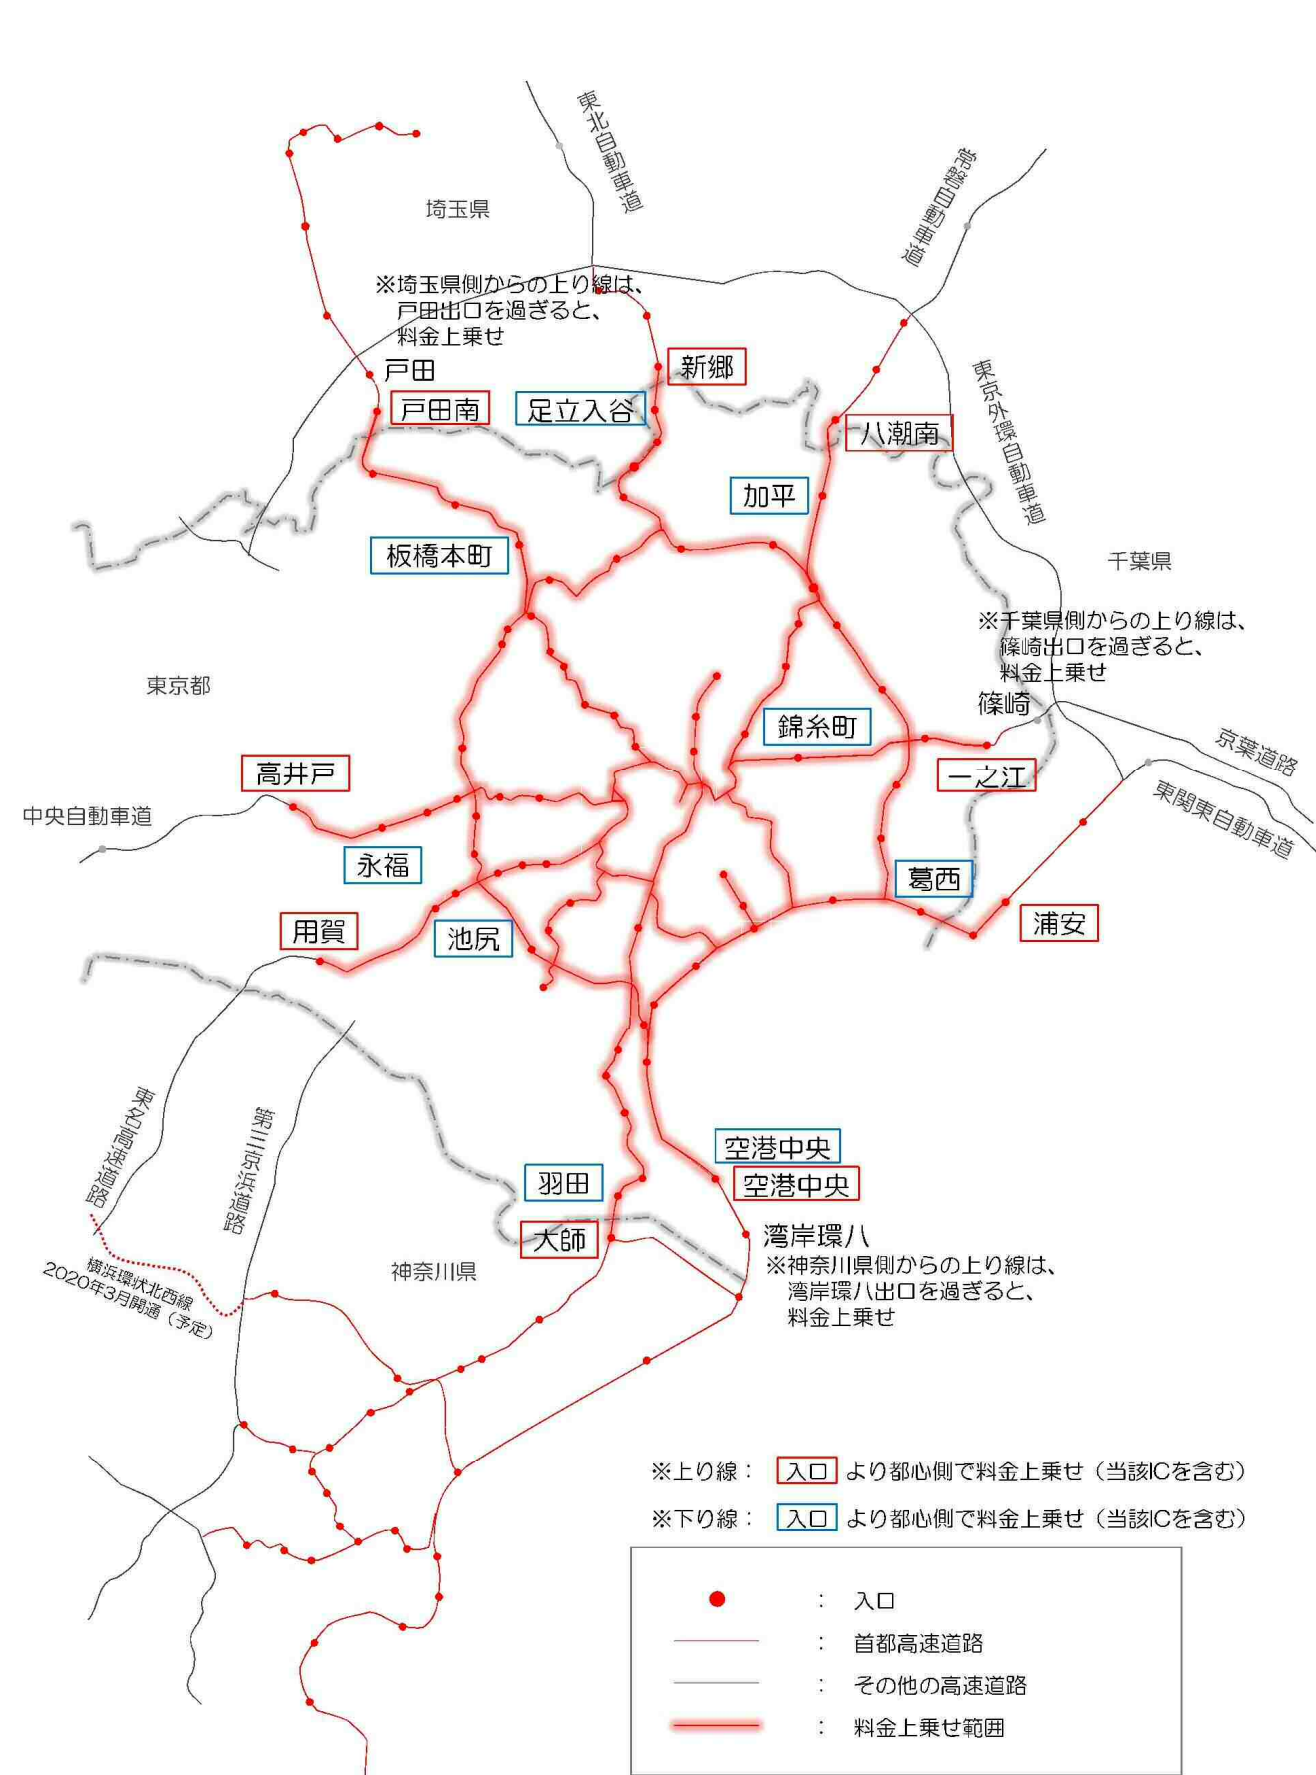 東北自動車道
常磐自動車道
埼玉県
※埼玉県側からの上り線は、
戸田出口を過ぎると、
料金上乗せ
戸田
新郷
戸田南
足立入谷
東京外環自動車道
八潮南
加平
板橋本町
千葉県
※千葉県側からの上り線は、
篠崎出口を過ぎると、
料金上乗せ
東京都
篠崎
錦糸町
京葉道路
高井戸
一之江
東関東自動車道
中央自動車道
永福
葛西
用賀
池尻
浦安
東名高速道路
第三京浜道路
空港中央
羽田
空港中央
大師
湾岸環八
※神奈川県側からの上り線は、
湾岸環八出口を過ぎると、
料金上乗せ
神奈川県
横浜環状北西線
2020年3月開通（予定）
※上り線： 入口 より都心側で料金上乗せ（当該ICを含む）
※下り線： 入口 より都心側で料金上乗せ（当該ICを含む）
： 入口
： 首都高速道路
： その他の高速道路
： 料金上乗せ範囲